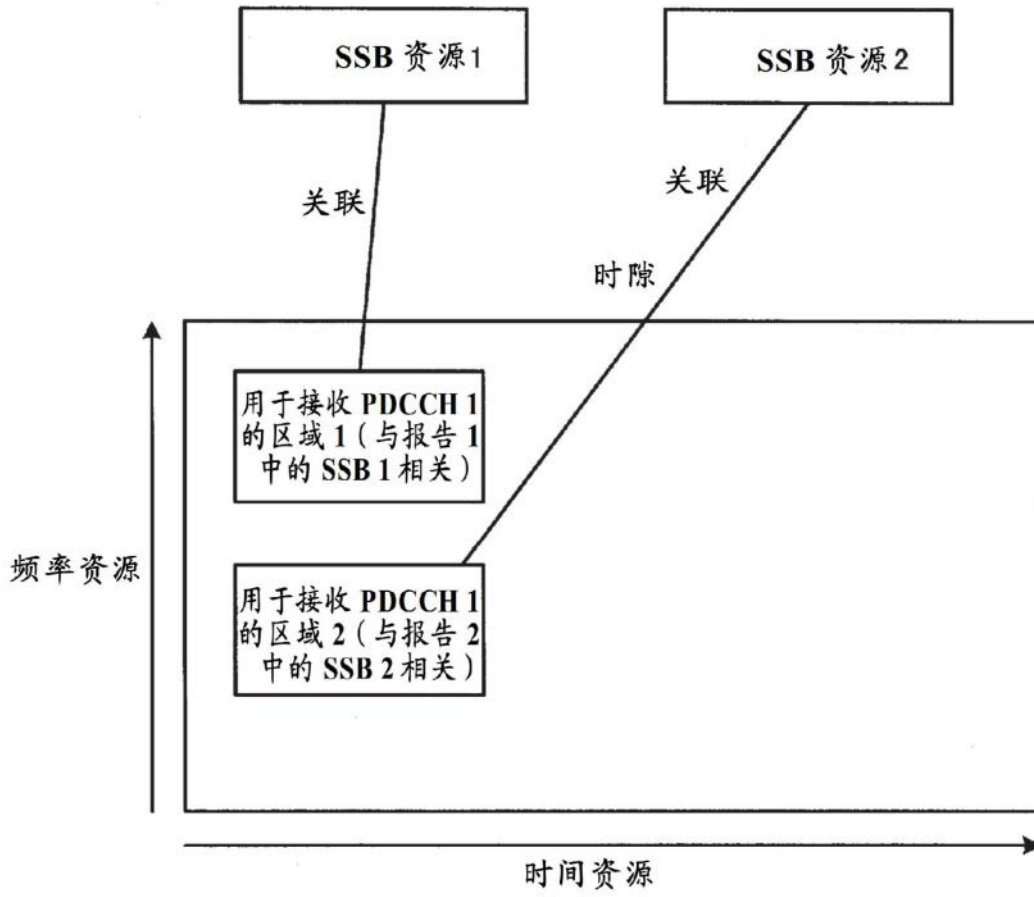 SSB 资源1
SSB 资源2
关联
关联
时隙
用于接收 PDCCH 1
的区域 1（与报告 1
中的 SSB 1 相关）
频率资源
用于接收 PDCCH 1
的区域 2（与报告 2
中的 SSB 2 相关）
时间资源